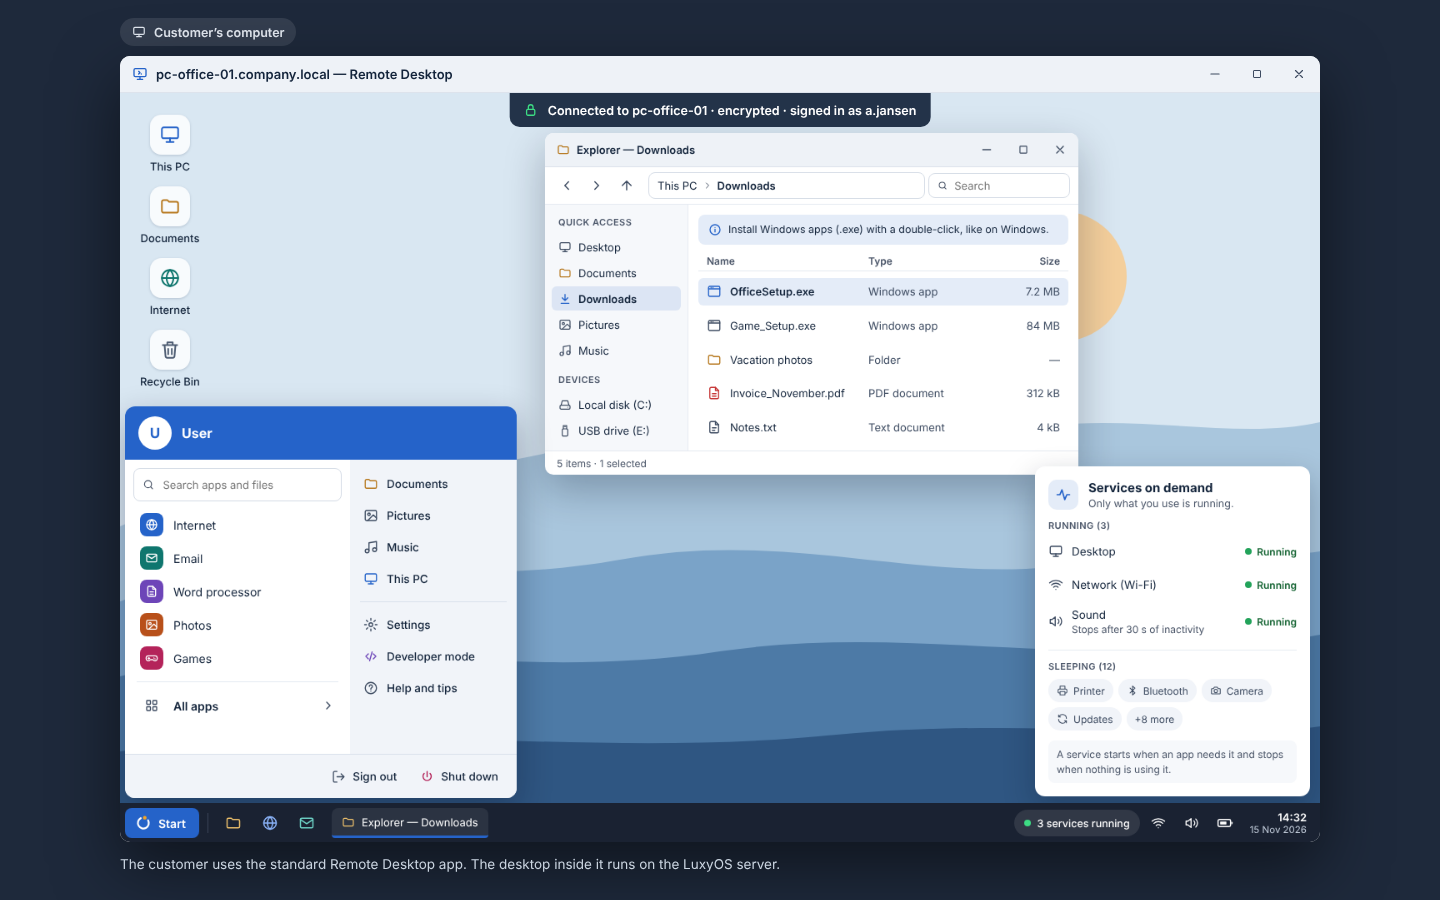 Customer's computer
pc-office-01.company.local — Remote Desktop
Connected to pc-office-01 · encrypted · signed in as a.jansen
This PC
Documents
Internet
Recycle Bin
Explorer — Downloads
This PC › Downloads
Search
QUICK ACCESS
Desktop
Documents
Downloads
Pictures
Music
DEVICES
Local disk (C:)
USB drive (E:)
Install Windows apps (.exe) with a double-click, like on Windows.
Name Type Size
OfficeSetup.exe Windows app 7.2 MB
Game_Setup.exe Windows app 84 MB
Vacation photos Folder —
Invoice_November.pdf PDF document 312 kB
Notes.txt Text document 4 kB
5 items · 1 selected
U User
Search apps and files
Internet
Email
Word processor
Photos
Games
All apps
Documents
Pictures
Music
This PC
Settings
Developer mode
Help and tips
Sign out Shut down
Services on demand
Only what you use is running.
RUNNING (3)
Desktop Running
Network (Wi-Fi) Running
Sound Running
Stops after 30 s of inactivity
SLEEPING (12)
Printer Bluetooth Camera
Updates +8 more
A service starts when an app needs it and stops
when nothing is using it.
Start
Explorer — Downloads
3 services running
14:32
15 Nov 2026
The customer uses the standard Remote Desktop app. The desktop inside it runs on the LuxyOS server.